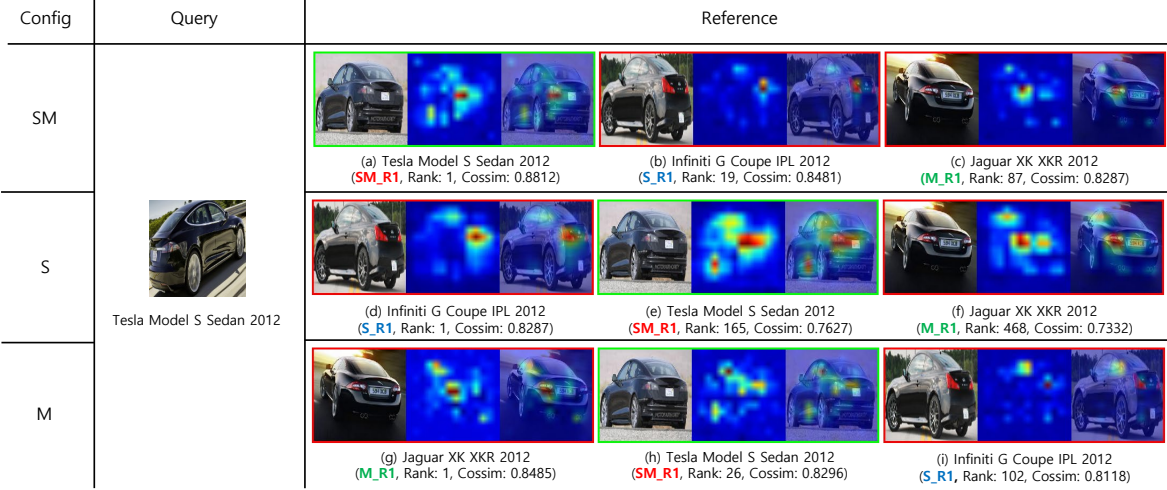 Config Query Reference
SM
(a) Tesla Model S Sedan 2012
(SM_R1, Rank: 1, Cossim: 0.8812)
(b) Infiniti G Coupe IPL 2012
(S_R1, Rank: 19, Cossim: 0.8481)
(c) Jaguar XK XKR 2012
(M_R1, Rank: 87, Cossim: 0.8287)
S
Tesla Model S Sedan 2012
(d) Infiniti G Coupe IPL 2012
(S_R1, Rank: 1, Cossim: 0.8287)
(e) Tesla Model S Sedan 2012
(SM_R1, Rank: 165, Cossim: 0.7627)
(f) Jaguar XK XKR 2012
(M_R1, Rank: 468, Cossim: 0.7332)
M
(g) Jaguar XK XKR 2012
(M_R1, Rank: 1, Cossim: 0.8485)
(h) Tesla Model S Sedan 2012
(SM_R1, Rank: 26, Cossim: 0.8296)
(i) Infiniti G Coupe IPL 2012
(S_R1, Rank: 102, Cossim: 0.8118)